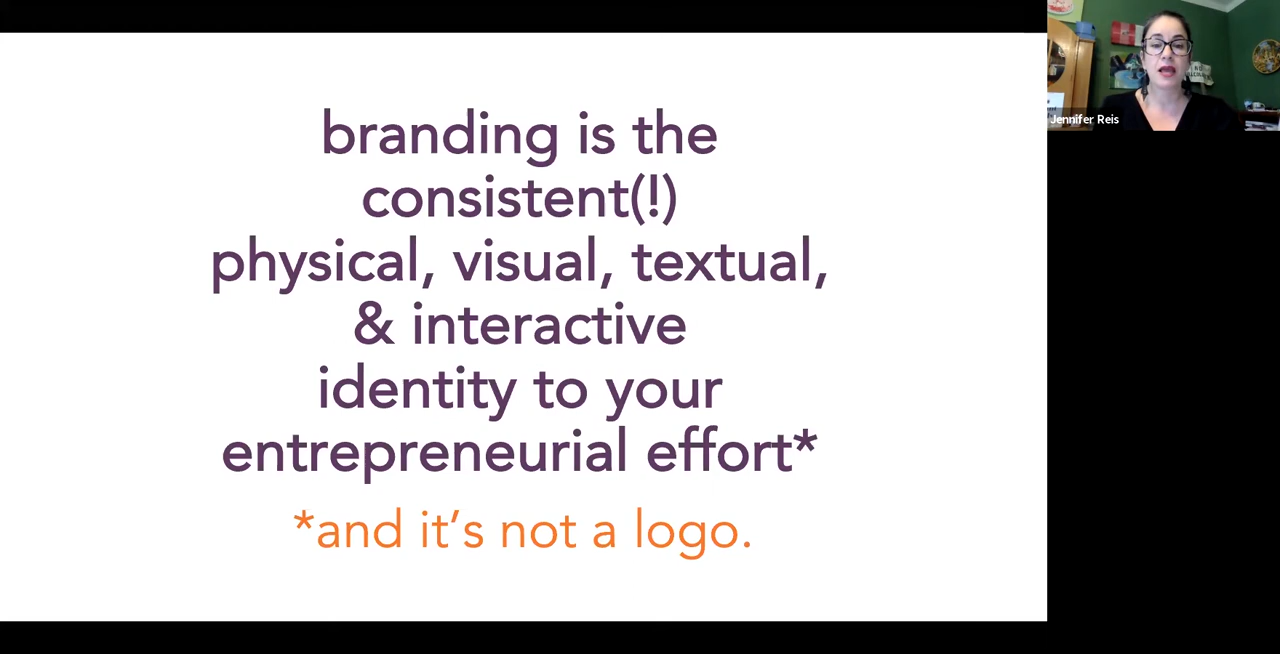 branding is the
consistent(!)
physical, visual, textual,
& interactive
identity to your
entrepreneurial effort*
*and it's not a logo.
Jennifer Reis